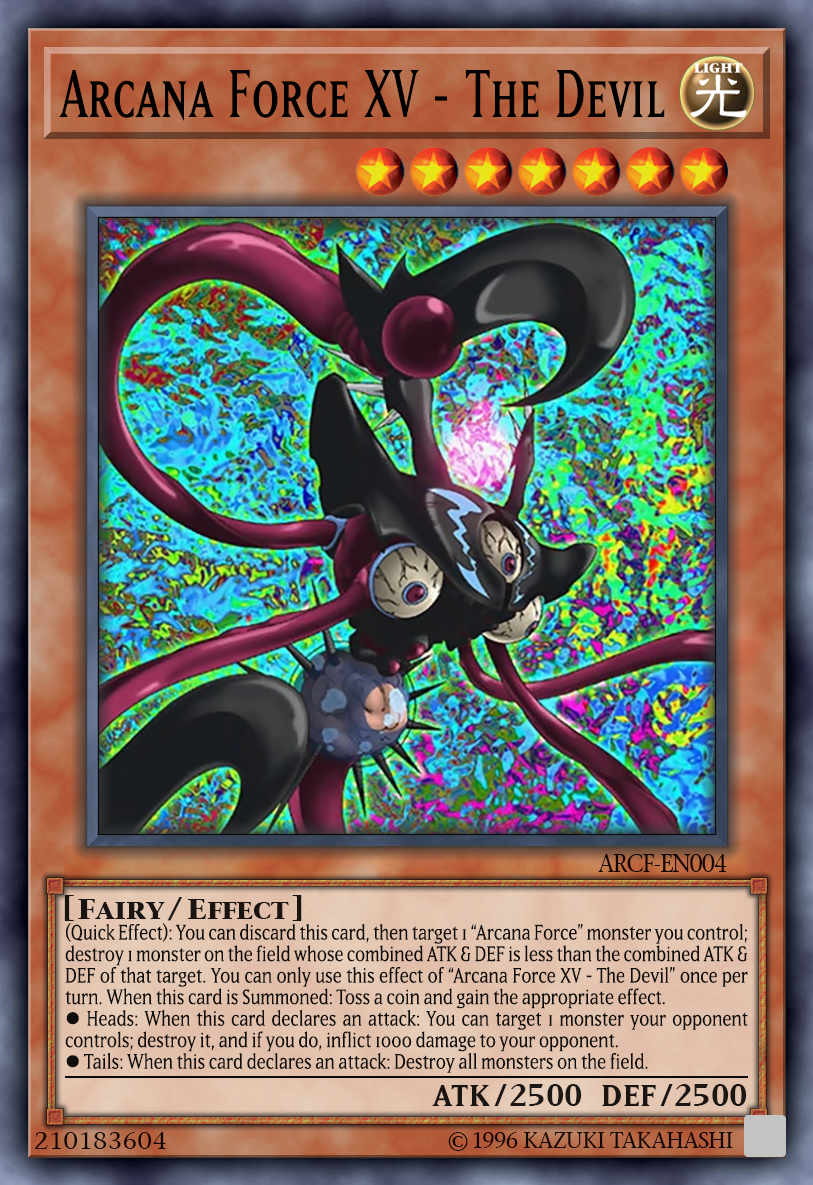 Arcana Force XV - The Devil
LIGHT
光
ARCF-EN004
[Fairy/Effect]
(Quick Effect): You can discard this card, then target 1 “Arcana Force” monster you control;
destroy 1 monster on the field whose combined ATK & DEF is less than the combined ATK &
DEF of that target. You can only use this effect of “Arcana Force XV - The Devil” once per
turn. When this card is Summoned: Toss a coin and gain the appropriate effect.
● Heads: When this card declares an attack: You can target 1 monster your opponent
controls; destroy it, and if you do, inflict 1000 damage to your opponent.
● Tails: When this card declares an attack: Destroy all monsters on the field.
ATK/2500 DEF/2500
210183604
© 1996 KAZUKI TAKAHASHI